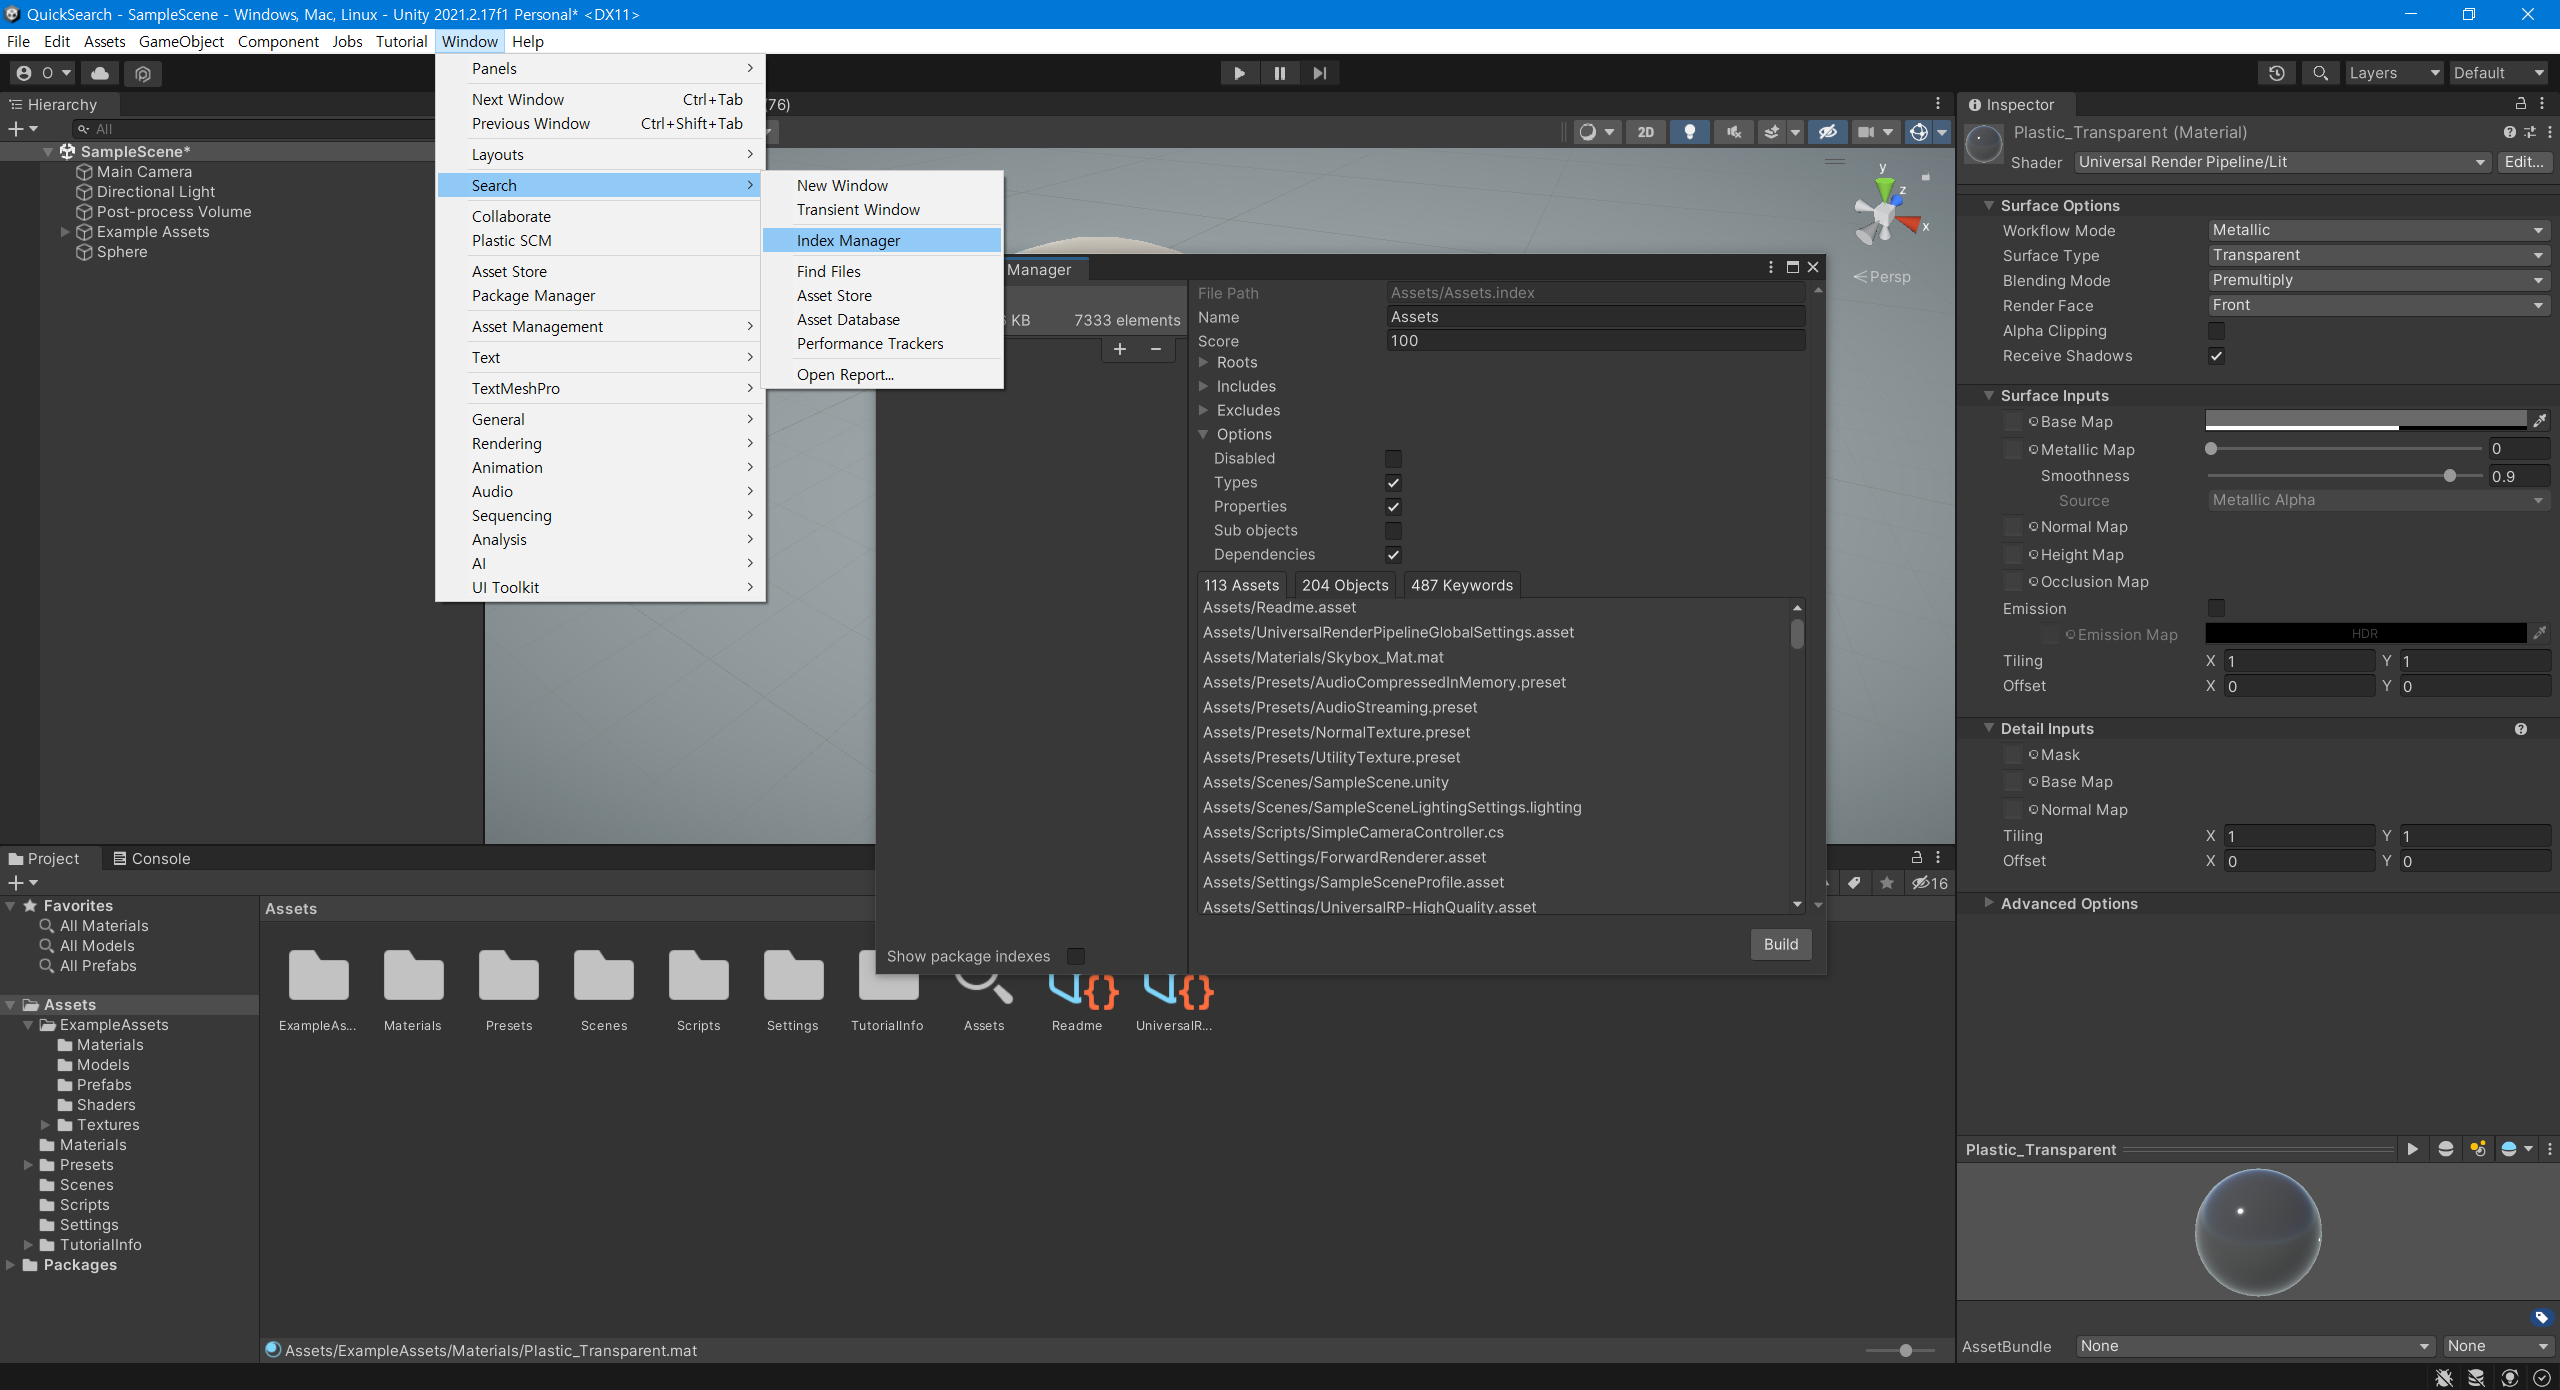 QuickSearch - SampleScene - Windows, Mac, Linux - Unity 2021.2.17f1 Personal* <DX11>
File Edit Assets GameObject Component Jobs Tutorial Window Help
O
Layers
Default
Hierarchy
All
SampleScene*
Main Camera
Directional Light
Post-process Volume
Example Assets
Sphere
Panels
Next Window Ctrl+Tab
Previous Window Ctrl+Shift+Tab
Layouts
Search
Collaborate
Plastic SCM
Asset Store
Package Manager
Asset Management
Text
TextMeshPro
General
Rendering
Animation
Audio
Sequencing
Analysis
AI
UI Toolkit
New Window
Transient Window
Index Manager
Find Files
Asset Store
Asset Database
Performance Trackers
Open Report...
(76)
2D
y
z
x
Persp
Manager
KB 7333 elements
Show package indexes
File Path Assets/Assets.index
Name Assets
Score 100
Roots
Includes
Excludes
Options
Disabled
Types
Properties
Sub objects
Dependencies
113 Assets 204 Objects 487 Keywords
Assets/Readme.asset
Assets/UniversalRenderPipelineGlobalSettings.asset
Assets/Materials/Skybox_Mat.mat
Assets/Presets/AudioCompressedInMemory.preset
Assets/Presets/AudioStreaming.preset
Assets/Presets/NormalTexture.preset
Assets/Presets/UtilityTexture.preset
Assets/Scenes/SampleScene.unity
Assets/Scenes/SampleSceneLightingSettings.lighting
Assets/Scripts/SimpleCameraController.cs
Assets/Settings/ForwardRenderer.asset
Assets/Settings/SampleSceneProfile.asset
Assets/Settings/UniversalRP-HighQuality.asset
Build
Project Console
16
Favorites
All Materials
All Models
All Prefabs
Assets
ExampleAssets
Materials
Models
Prefabs
Shaders
Textures
Materials
Presets
Scenes
Scripts
Settings
TutorialInfo
Packages
Assets
ExampleAs... Materials Presets Scenes Scripts Settings TutorialInfo Assets Readme UniversalR...
Assets/ExampleAssets/Materials/Plastic_Transparent.mat
Inspector
Plastic_Transparent (Material)
Shader Universal Render Pipeline/Lit Edit...
Surface Options
Workflow Mode Metallic
Surface Type Transparent
Blending Mode Premultiply
Render Face Front
Alpha Clipping
Receive Shadows
Surface Inputs
Base Map
Metallic Map 0
Smoothness 0.9
Source Metallic Alpha
Normal Map
Height Map
Occlusion Map
Emission
Emission Map HDR
Tiling X 1 Y 1
Offset X 0 Y 0
Detail Inputs
Mask
Base Map
Normal Map
Tiling X 1 Y 1
Offset X 0 Y 0
Advanced Options
Plastic_Transparent
AssetBundle None None